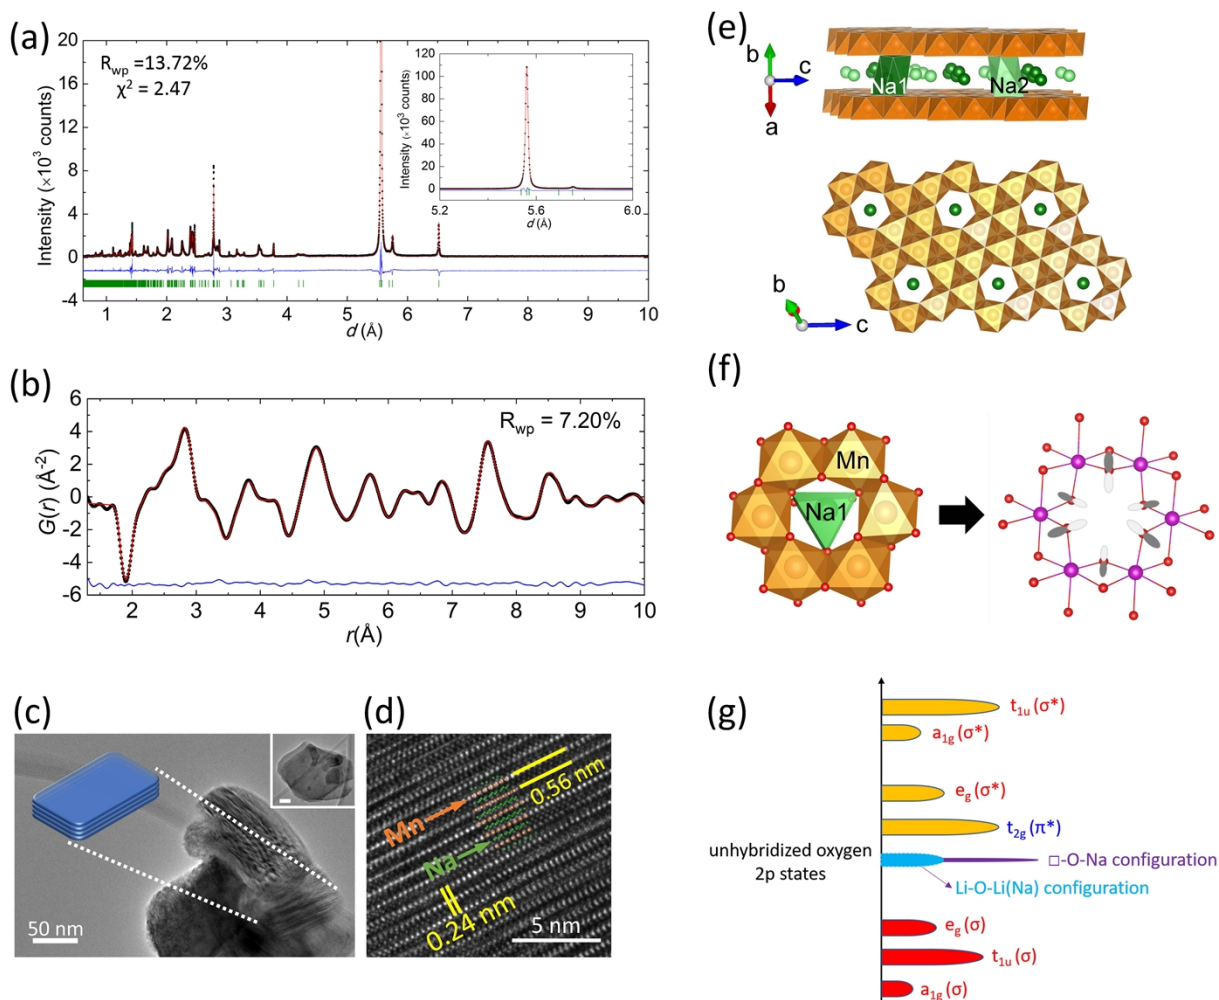 (a)
R_wp =13.72%
χ² = 2.47
20
16
12
8
4
0
-4
Intensity (×10³ counts)
1 2 3 4 5 6 7 8 9 10
d (Å)
120
100
80
60
40
20
0
Intensity (×10³ counts)
5.2 5.6 6.0
d (Å)
(b)
R_wp = 7.20%
6
4
2
0
-2
-4
-6
G(r) (Å⁻²)
2 3 4 5 6 7 8 9 10
r(Å)
(c)
50 nm
(d)
0.56 nm
Mn
Na
0.24 nm
5 nm
(e)
b
c
a
Na1
Na2
b
c
(f)
Mn
Na1
(g)
t₁ᵤ (σ*)
a₁g (σ*)
e_g (σ*)
t₂g (π*)
unhybridized oxygen
2p states
□-O-Na configuration
Li-O-Li(Na) configuration
e_g (σ)
t₁ᵤ (σ)
a₁g (σ)